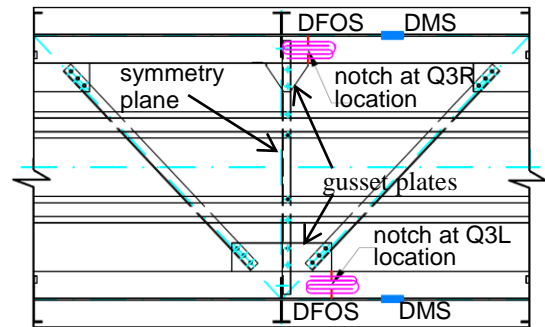 DFOS DMS
symmetry
plane
notch at Q3R
location
gusset plates
notch at Q3L
location
DFOS DMS